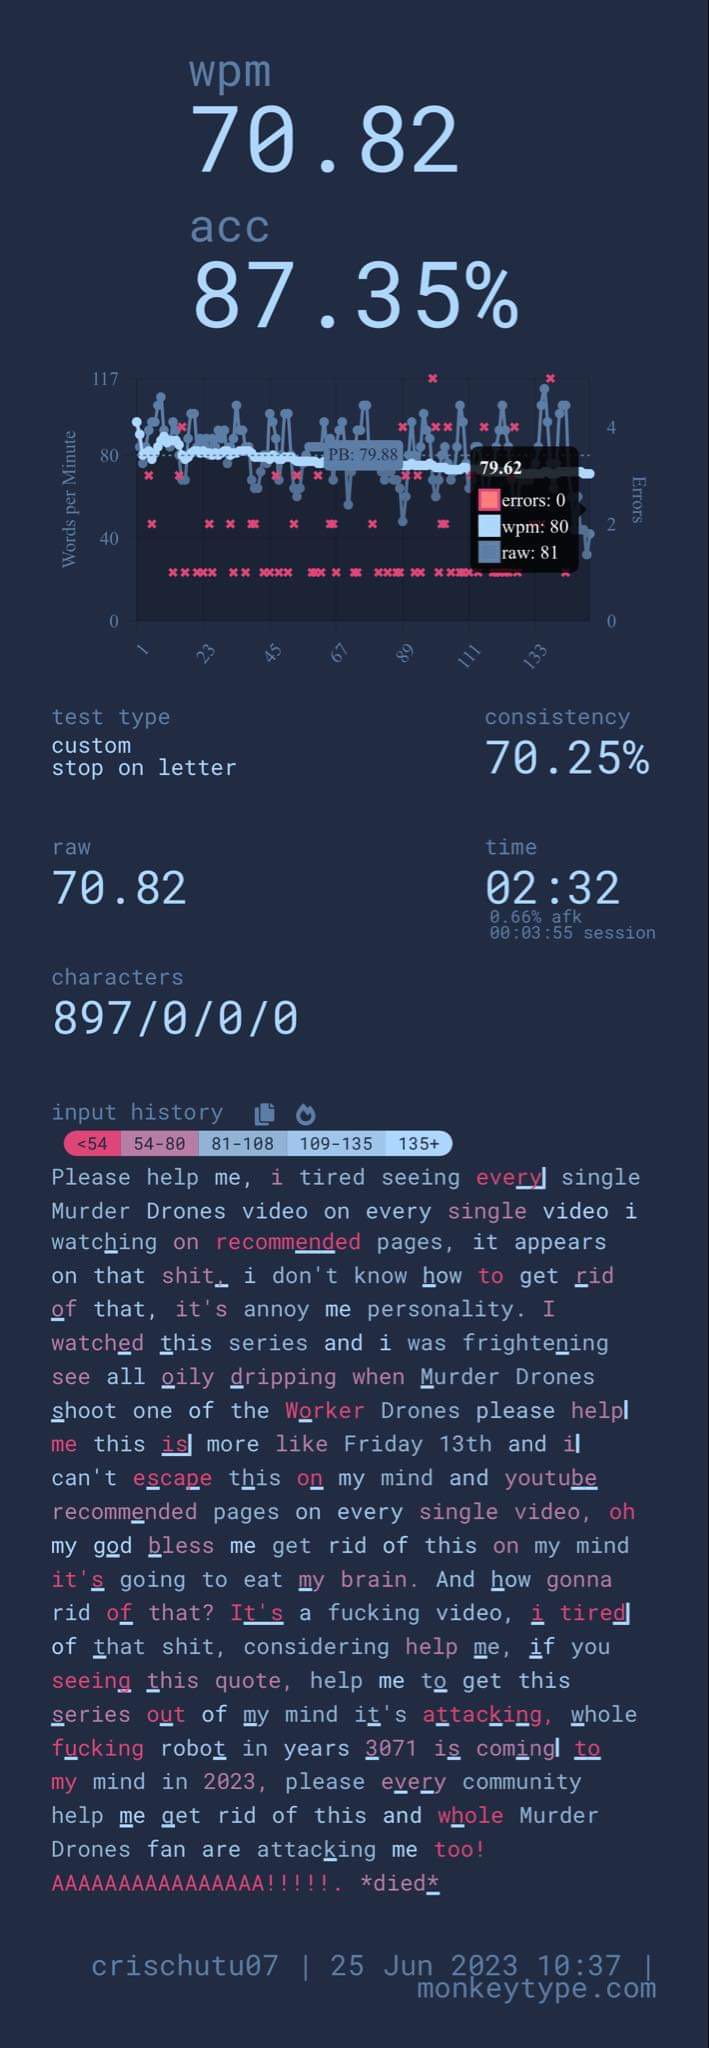 wpm
70.82
acc
87.35%
117
80
40
0
Words per Minute
PB: 79.88
79.62
errors: 0
wpm: 80
raw: 81
4
2
0
Errors
1 23 45 67 89 111 133
test type
custom
stop on letter
consistency
70.25%
raw
70.82
time
02:32
0.66% afk
00:03:55 session
characters
897/0/0/0
input history
<54 54-80 81-108 109-135 135+
Please help me, i tired seeing every single
Murder Drones video on every single video i
watching on recommended pages, it appears
on that shit, i don't know how to get rid
of that, it's annoy me personality. I
watched this series and i was frightening
see all oily dripping when Murder Drones
shoot one of the Worker Drones please help
me this is more like Friday 13th and i
can't escape this on my mind and youtube
recommended pages on every single video, oh
my god bless me get rid of this on my mind
it's going to eat my brain. And how gonna
rid of that? It's a fucking video, i tired
of that shit, considering help me, if you
seeing this quote, help me to get this
series out of my mind it's attacking, whole
fucking robot in years 3071 is coming to
my mind in 2023, please every community
help me get rid of this and whole Murder
Drones fan are attacking me too!
AAAAAAAAAAAAAAAA!!!!!. *died*
crischutu07 | 25 Jun 2023 10:37 |
monkeytype.com